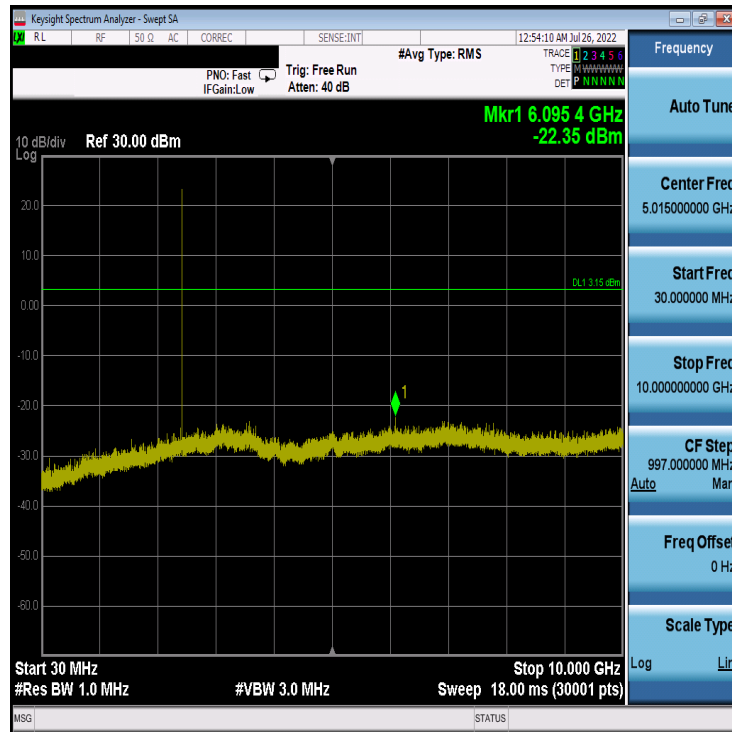 Keysight Spectrum Analyzer - Swept SA
LXI RL RF 50 Ω AC CORREC SENSE:INT 12:54:10 AM Jul 26, 2022
#Avg Type: RMS
TRACE 1 2 3 4 5 6
TYPE M WWWWW
DET P N N N N N
PNO: Fast
IFGain:Low
Trig: Free Run
Atten: 40 dB
Mkr1 6.095 4 GHz
-22.35 dBm
10 dB/div Ref 30.00 dBm
Log
20.0
10.0
DL1 3.15 dBm
0.00
-10.0
1
-20.0
-30.0
-40.0
-50.0
-60.0
Start 30 MHz
Stop 10.000 GHz
#Res BW 1.0 MHz
#VBW 3.0 MHz
Sweep 18.00 ms (30001 pts)
MSG
STATUS
Frequency
Auto Tune
Center Freq
5.015000000 GHz
Start Freq
30.000000 MHz
Stop Freq
10.000000000 GHz
CF Step
997.000000 MHz
Auto Man
Freq Offset
0 Hz
Scale Type
Log Lin